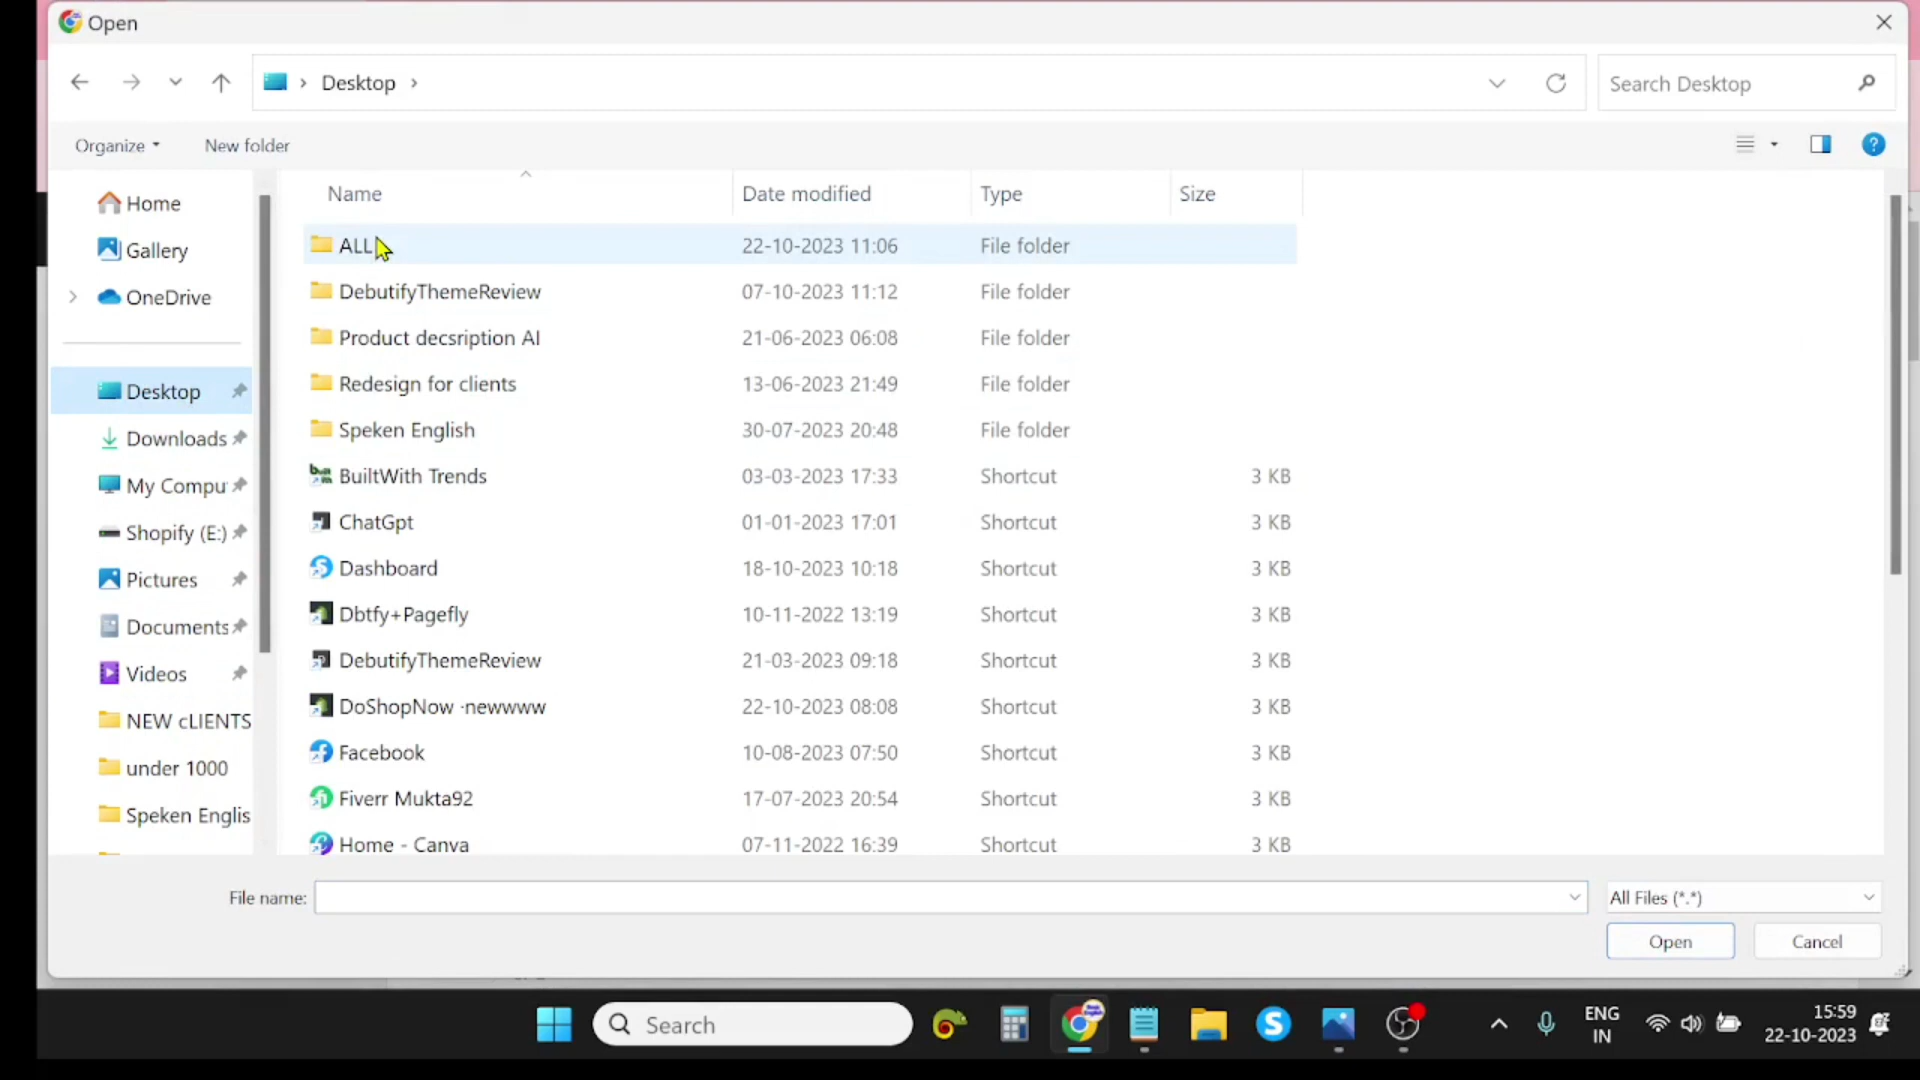 Open
Desktop
Search Desktop
Organize
New folder
Home
Gallery
OneDrive
Desktop
Downloads
My Compu
Shopify (E:)
Pictures
Documents
Videos
NEW cLIENTS
under 1000
Speken Englis
Name Date modified Type Size
ALL 22-10-2023 11:06 File folder
DebutifyThemeReview 07-10-2023 11:12 File folder
Product decsription AI 21-06-2023 06:08 File folder
Redesign for clients 13-06-2023 21:49 File folder
Speken English 30-07-2023 20:48 File folder
BuiltWith Trends 03-03-2023 17:33 Shortcut 3 KB
ChatGpt 01-01-2023 17:01 Shortcut 3 KB
Dashboard 18-10-2023 10:18 Shortcut 3 KB
Dbtfy+Pagefly 10-11-2022 13:19 Shortcut 3 KB
DebutifyThemeReview 21-03-2023 09:18 Shortcut 3 KB
DoShopNow ·newwww 22-10-2023 08:08 Shortcut 3 KB
Facebook 10-08-2023 07:50 Shortcut 3 KB
Fiverr Mukta92 17-07-2023 20:54 Shortcut 3 KB
Home - Canva 07-11-2022 16:39 Shortcut 3 KB
File name:
All Files (*.*)
Open
Cancel
Search
ENG
IN
15:59
22-10-2023